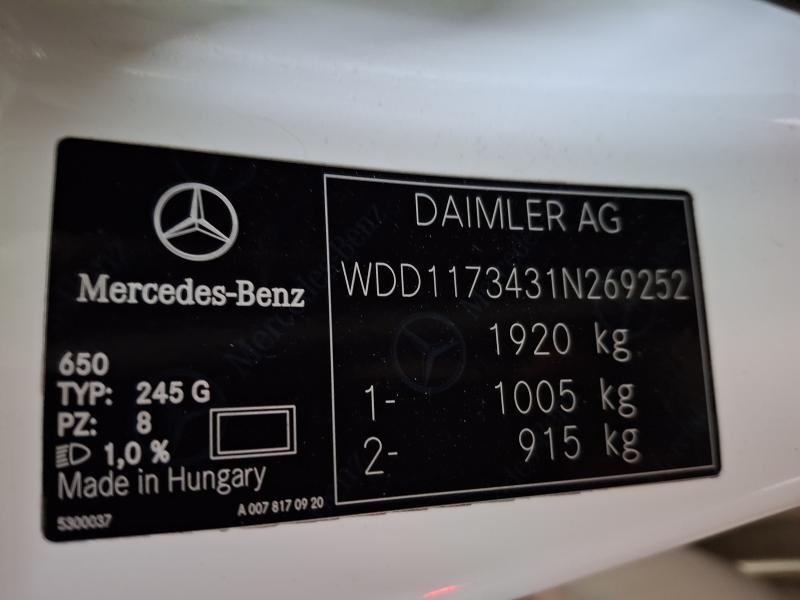 Mercedes-Benz
650
TYP: 245 G
PZ: 8
1,0 %
Made in Hungary
5300037
A 007 817 09 20
DAIMLER AG
WDD1173431N269252
1920 kg
1- 1005 kg
2- 915 kg